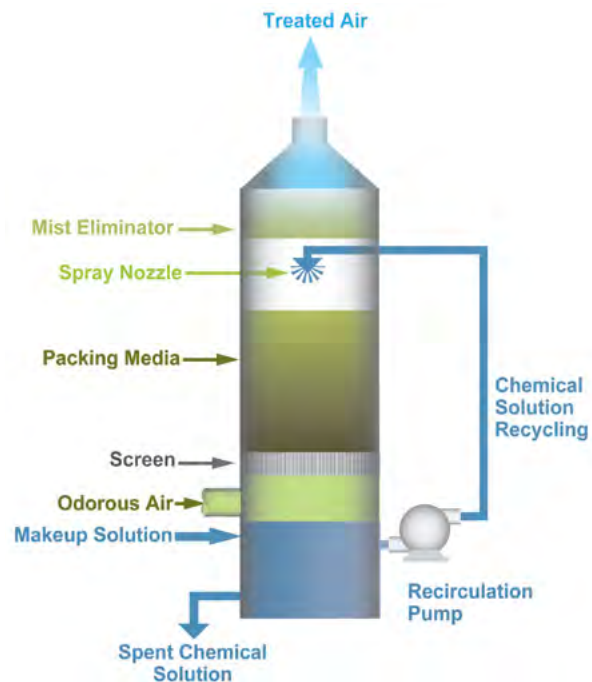 Treated Air
Mist Eliminator
Spray Nozzle
Packing Media
Chemical
Solution
Recycling
Screen
Odorous Air
Makeup Solution
Recirculation
Pump
Spent Chemical
Solution